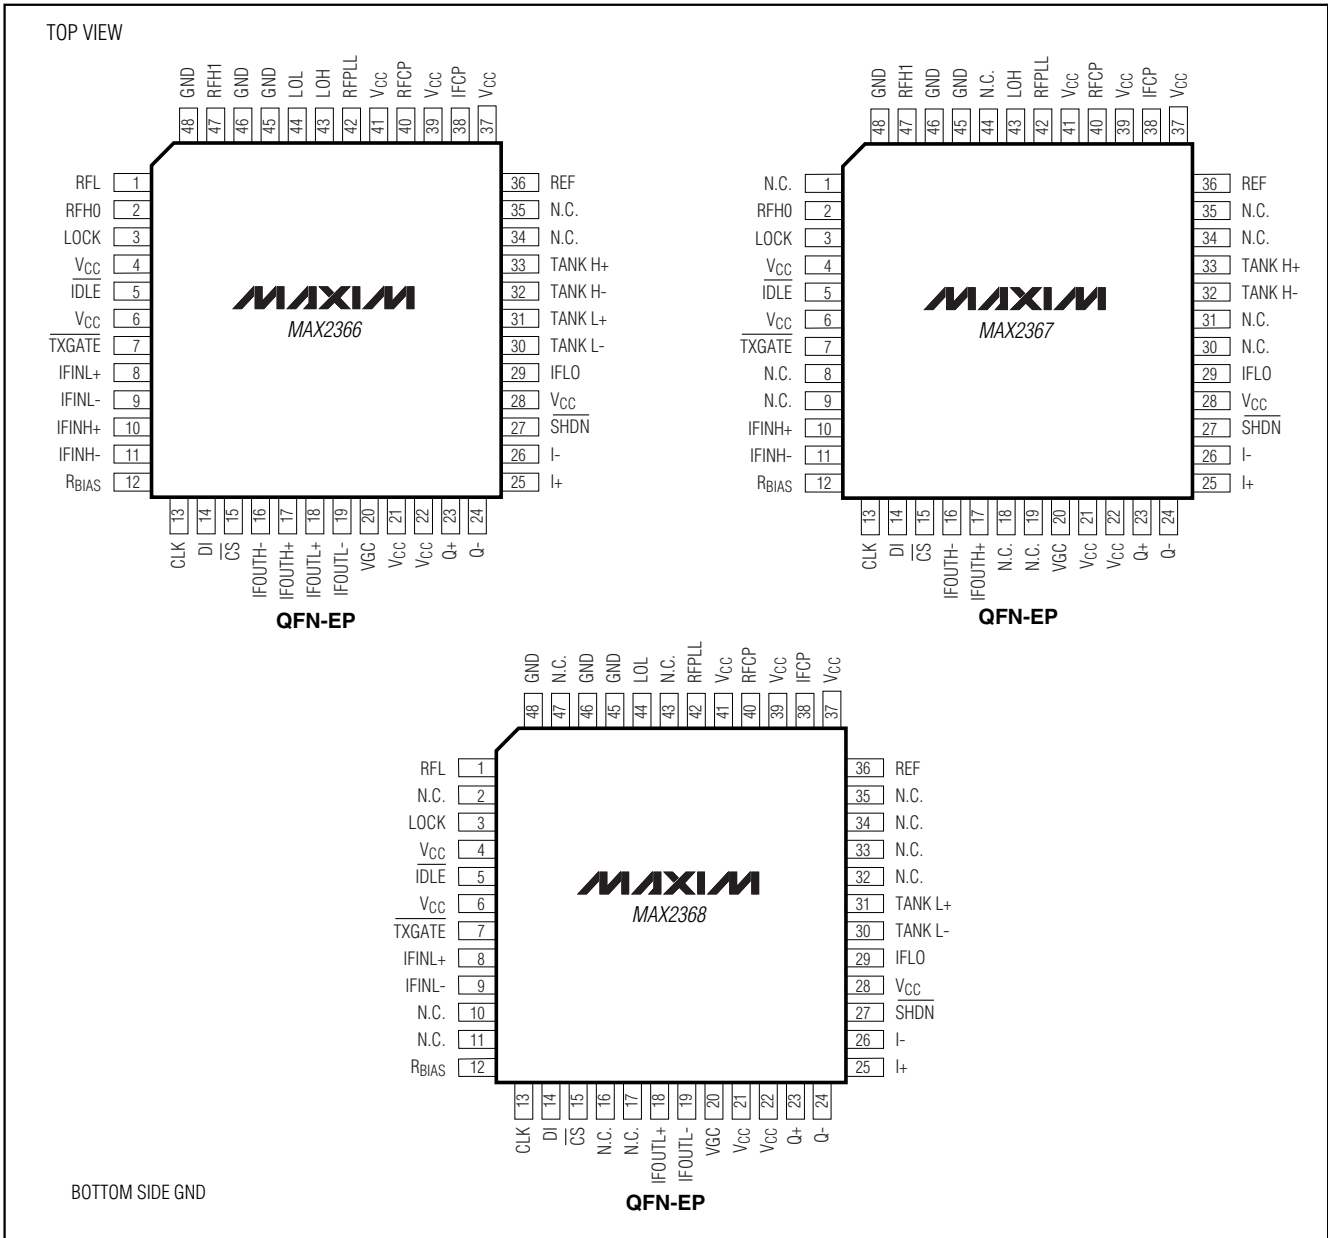 TOP VIEW
GND RFH1 GND GND LOL LOH RFPLL VCC RFCP VCC IFCP VCC
48 47 46 45 44 43 42 41 40 39 38 37
RFL 1
RFH0 2
LOCK 3
VCC 4
IDLE 5
VCC 6
TXGATE 7
IFINL+ 8
IFINL- 9
IFINH+ 10
IFINH- 11
RBIAS 12
MAXIM
MAX2366
36 REF
35 N.C.
34 N.C.
33 TANK H+
32 TANK H-
31 TANK L+
30 TANK L-
29 IFLO
28 VCC
27 SHDN
26 I-
25 I+
13 14 15 16 17 18 19 20 21 22 23 24
CLK DI CS IFOUTH- IFOUTH+ IFOUTL+ IFOUTL- VGC VCC VCC Q+ Q-
QFN-EP
GND RFH1 GND GND N.C. LOH RFPLL VCC RFCP VCC IFCP VCC
48 47 46 45 44 43 42 41 40 39 38 37
N.C. 1
RFH0 2
LOCK 3
VCC 4
IDLE 5
VCC 6
TXGATE 7
N.C. 8
N.C. 9
IFINH+ 10
IFINH- 11
RBIAS 12
MAXIM
MAX2367
36 REF
35 N.C.
34 N.C.
33 TANK H+
32 TANK H-
31 N.C.
30 N.C.
29 IFLO
28 VCC
27 SHDN
26 I-
25 I+
13 14 15 16 17 18 19 20 21 22 23 24
CLK DI CS IFOUTH- IFOUTH+ N.C. N.C. VGC VCC VCC Q+ Q-
QFN-EP
GND N.C. GND GND LOL N.C. RFPLL VCC RFCP VCC IFCP VCC
48 47 46 45 44 43 42 41 40 39 38 37
RFL 1
N.C. 2
LOCK 3
VCC 4
IDLE 5
VCC 6
TXGATE 7
IFINL+ 8
IFINL- 9
N.C. 10
N.C. 11
RBIAS 12
MAXIM
MAX2368
36 REF
35 N.C.
34 N.C.
33 N.C.
32 N.C.
31 TANK L+
30 TANK L-
29 IFLO
28 VCC
27 SHDN
26 I-
25 I+
13 14 15 16 17 18 19 20 21 22 23 24
CLK DI CS N.C. N.C. IFOUTL+ IFOUTL- VGC VCC VCC Q+ Q-
QFN-EP
BOTTOM SIDE GND